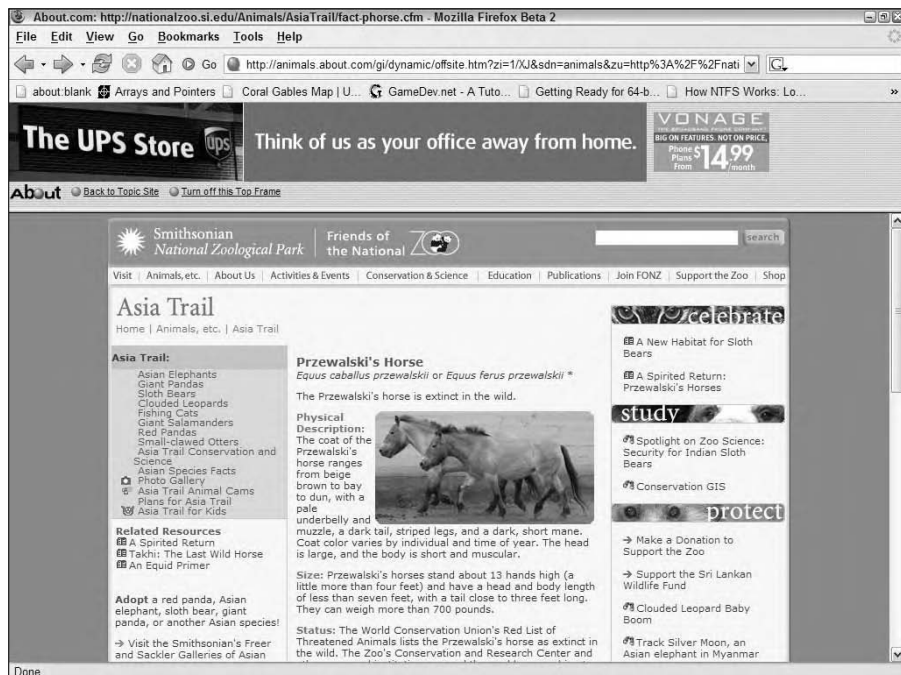 About.com: http://nationalzoo.si.edu/Animals/AsiaTrail/fact-phorse.cfm - Mozilla Firefox Beta 2
File Edit View Go Bookmarks Tools Help
Go http://animals.about.com/gi/dynamic/offsite.htm?zi=1/XJ&sdn=animals&zu=http%3A%2F%2Fnati
about:blank Arrays and Pointers Coral Gables Map | U... GameDev.net - A Tuto... Getting Ready for 64-b... How NTFS Works: Lo... »
The UPS Store ups
Think of us as your office away from home.
VONAGE
THE BROADBAND PHONE COMPANY
BIG ON FEATURES. NOT ON PRICE.
Phone Plans From $14.99 /month
About Back to Topic Site Turn off this Top Frame
Smithsonian
National Zoological Park
Friends of
the National ZOO
search
Visit | Animals, etc. | About Us | Activities & Events | Conservation & Science | Education | Publications | Join FONZ | Support the Zoo | Shop
Asia Trail
Home | Animals, etc. | Asia Trail
Asia Trail:
Asian Elephants
Giant Pandas
Sloth Bears
Clouded Leopards
Fishing Cats
Giant Salamanders
Red Pandas
Small-clawed Otters
Asia Trail Conservation and
Science
Asian Species Facts
Photo Gallery
Asia Trail Animal Cams
Plans for Asia Trail
Asia Trail for Kids
Related Resources
A Spirited Return
Takhi: The Last Wild Horse
An Equid Primer
Adopt a red panda, Asian
elephant, sloth bear, giant
panda, or another Asian species!
→ Visit the Smithsonian's Freer
and Sackler Galleries of Asian
Przewalski's Horse
Equus caballus przewalskii or Equus ferus przewalskii *
The Przewalski's horse is extinct in the wild.
Physical
Description:
The coat of the
Przewalski's
horse ranges
from beige
brown to bay
to dun, with a
pale
underbelly and
muzzle, a dark tail, striped legs, and a dark, short mane.
Coat color varies by individual and time of year. The head
is large, and the body is short and muscular.
Size: Przewalski's horses stand about 13 hands high (a
little more than four feet) and have a head and body length
of less than seven feet, with a tail close to three feet long.
They can weigh more than 700 pounds.
Status: The World Conservation Union's Red List of
Threatened Animals lists the Przewalski's horse as extinct in
the wild. The Zoo's Conservation and Research Center and
celebrate
A New Habitat for Sloth
Bears
A Spirited Return:
Przewalski's Horses
study
Spotlight on Zoo Science:
Security for Indian Sloth
Bears
Conservation GIS
protect
→ Make a Donation to
Support the Zoo
→ Support the Sri Lankan
Wildlife Fund
Clouded Leopard Baby
Boom
Track Silver Moon, an
Asian elephant in Myanmar
Done